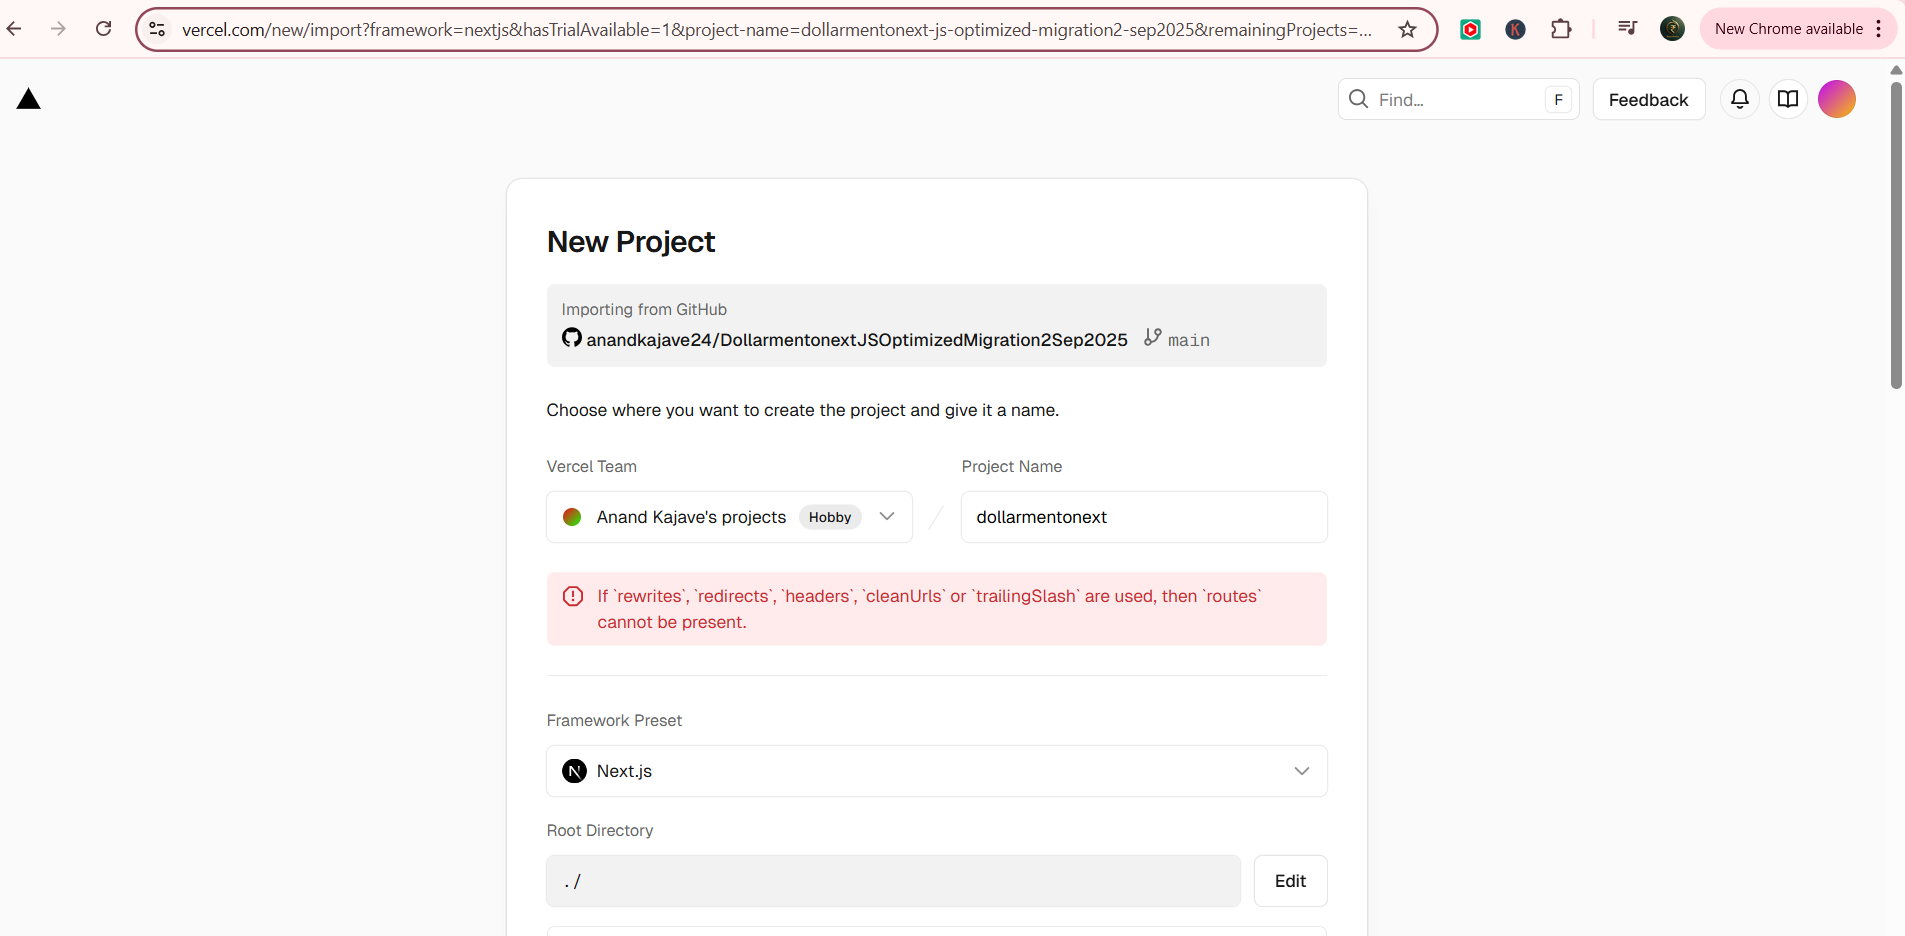 vercel.com/new/import?framework=nextjs&hasTrialAvailable=1&project-name=dollarmentonext-js-optimized-migration2-sep2025&remainingProjects=...
K
New Chrome available
Find...
F
Feedback
New Project
Importing from GitHub
anandkajave24/DollarmentonextJSOptimizedMigration2Sep2025 main
Choose where you want to create the project and give it a name.
Vercel Team
Project Name
Anand Kajave's projects Hobby
dollarmentonext
If `rewrites`, `redirects`, `headers`, `cleanUrls` or `trailingSlash` are used, then `routes`
cannot be present.
Framework Preset
N Next.js
Root Directory
./
Edit